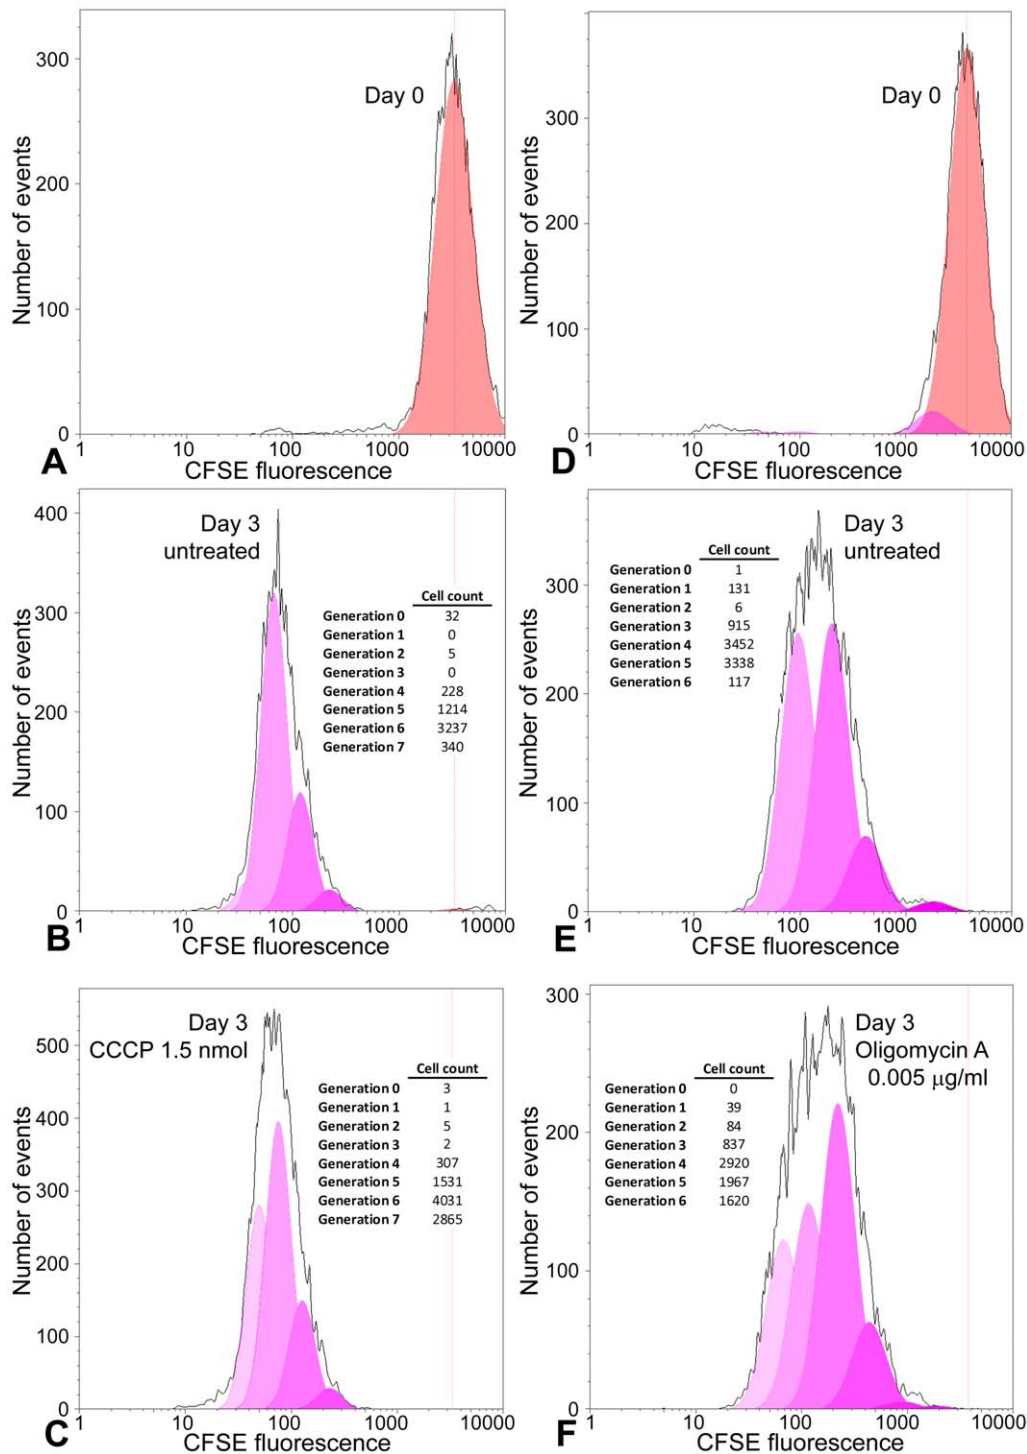 300
200
100
0
Number of events
Day 0
1 10 100 1000 10000
CFSE fluorescence
A
300
200
100
0
Number of events
Day 0
1 10 100 1000 10000
CFSE fluorescence
D
400
300
200
100
0
Number of events
Day 3
untreated
Cell count
Generation 0 32
Generation 1 0
Generation 2 5
Generation 3 0
Generation 4 228
Generation 5 1214
Generation 6 3237
Generation 7 340
1 10 100 1000 10000
CFSE fluorescence
B
300
200
100
0
Number of events
Day 3
untreated
Cell count
Generation 0 1
Generation 1 131
Generation 2 6
Generation 3 915
Generation 4 3452
Generation 5 3338
Generation 6 117
1 10 100 1000 10000
CFSE fluorescence
E
500
400
300
200
100
0
Number of events
Day 3
CCCP 1.5 nmol
Cell count
Generation 0 3
Generation 1 1
Generation 2 5
Generation 3 2
Generation 4 307
Generation 5 1531
Generation 6 4031
Generation 7 2865
10 100 1000 10000
CFSE fluorescence
C
300
200
100
0
Number of events
Day 3
Oligomycin A
0.005 µg/ml
Cell count
Generation 0 0
Generation 1 39
Generation 2 84
Generation 3 837
Generation 4 2920
Generation 5 1967
Generation 6 1620
1 10 100 1000 10000
CFSE fluorescence
F